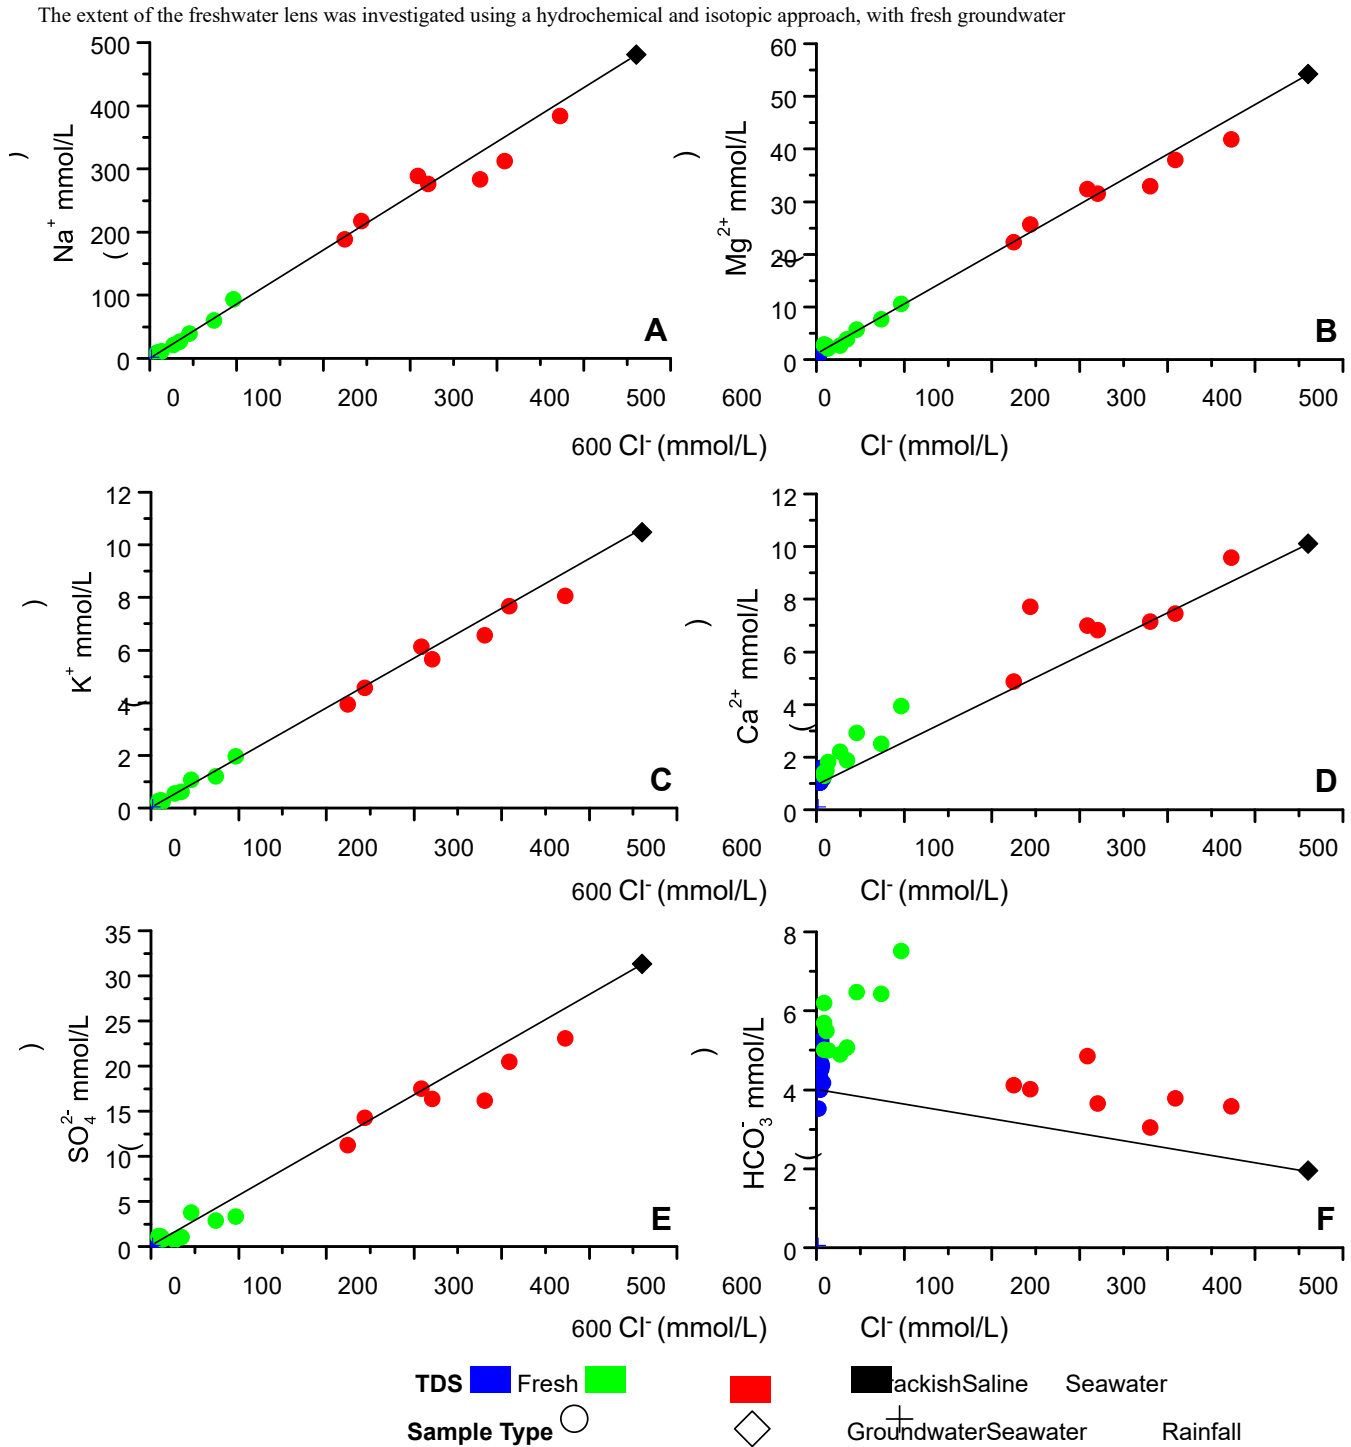 The extent of the freshwater lens was investigated using a hydrochemical and isotopic approach, with fresh groundwater
500
400
300
200
100
0
Na+ mmol/L
(
)
A
0 100 200 300 400 500 600
600 Cl- (mmol/L)
60
50
40
30
20
10
0
Mg2+ mmol/L
(
)
B
0 100 200 300 400 500
Cl- (mmol/L)
12
10
8
6
4
2
0
K+ mmol/L
(
)
C
0 100 200 300 400 500 600
600 Cl- (mmol/L)
12
10
8
6
4
2
0
Ca2+ mmol/L
(
)
D
0 100 200 300 400 500
Cl- (mmol/L)
35
30
25
20
15
10
5
0
SO42- mmol/L
(
)
E
0 100 200 300 400 500 600
600 Cl- (mmol/L)
8
6
4
2
0
HCO3- mmol/L
(
)
F
0 100 200 300 400 500
Cl- (mmol/L)
TDS Fresh rackishSaline Seawater
Sample Type GroundwaterSeawater Rainfall